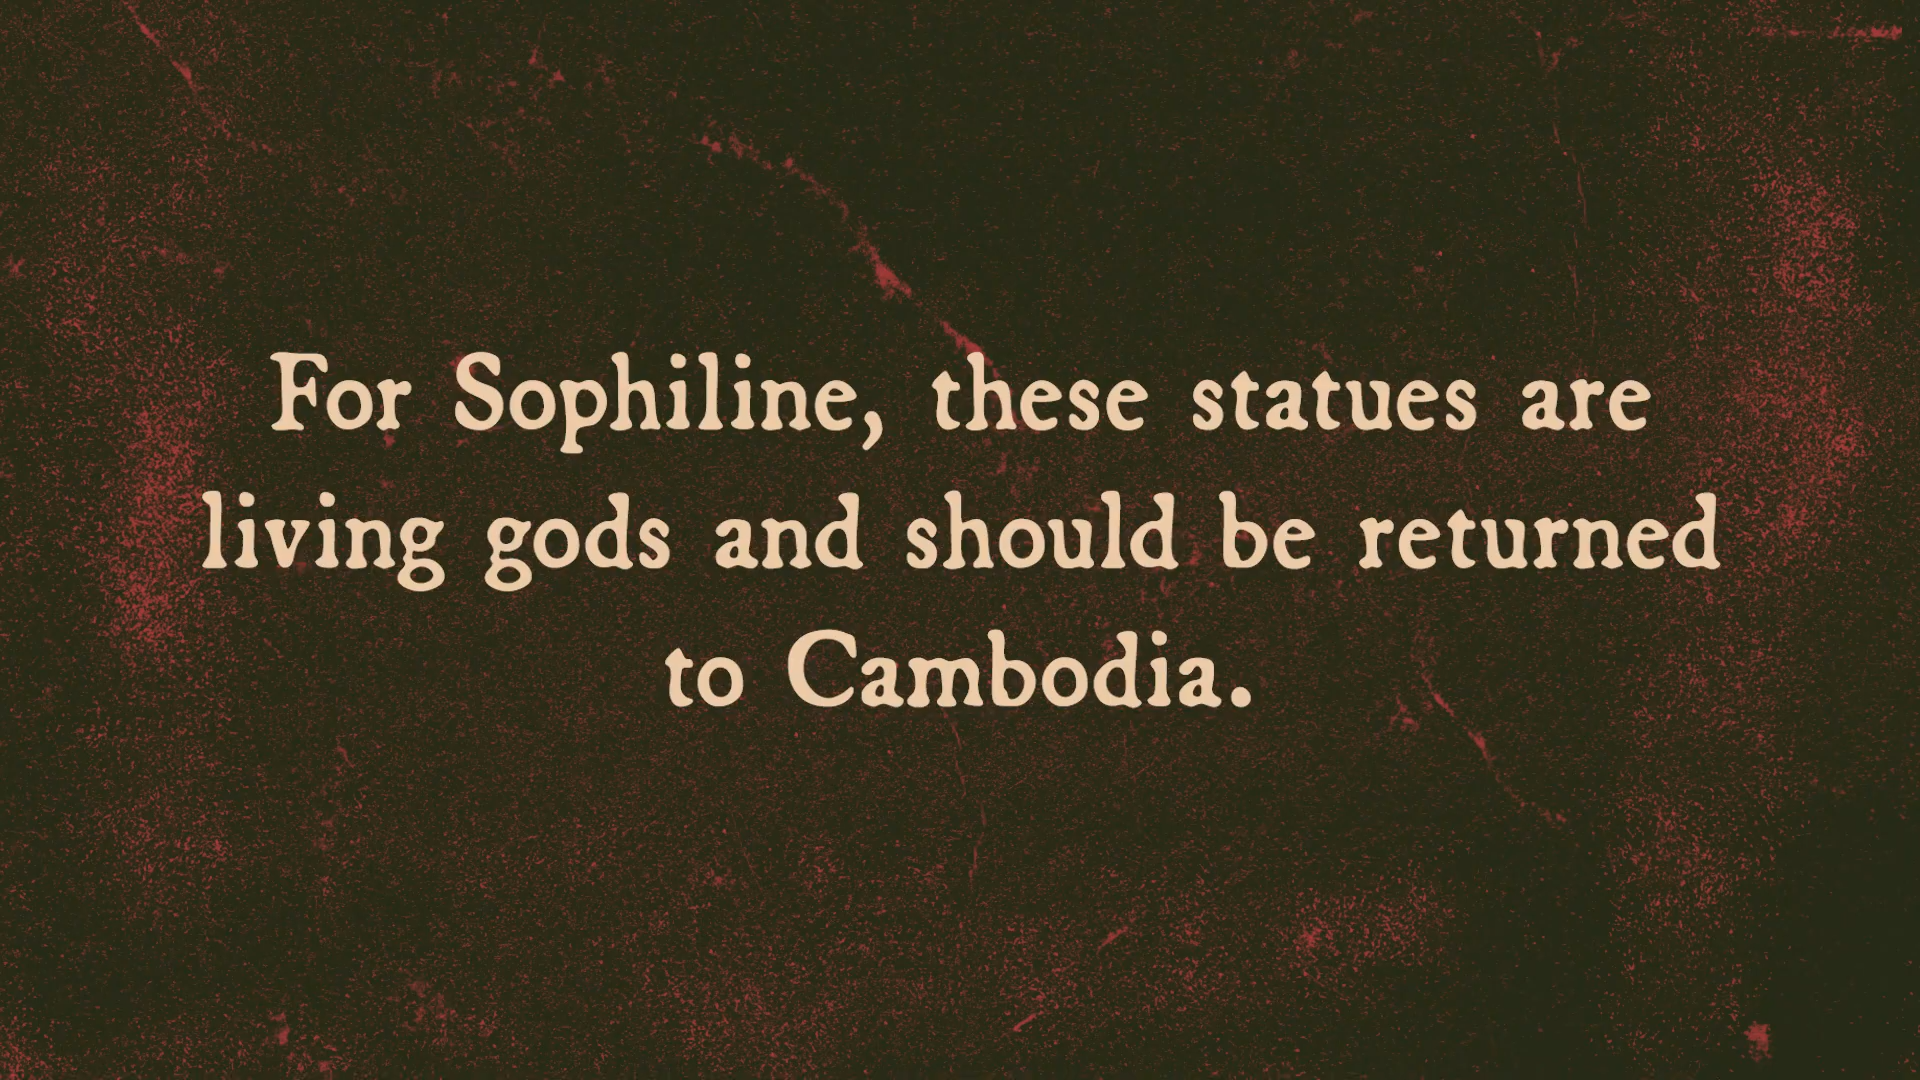 For Sophiline, these statues are
living gods and should be returned
to Cambodia.